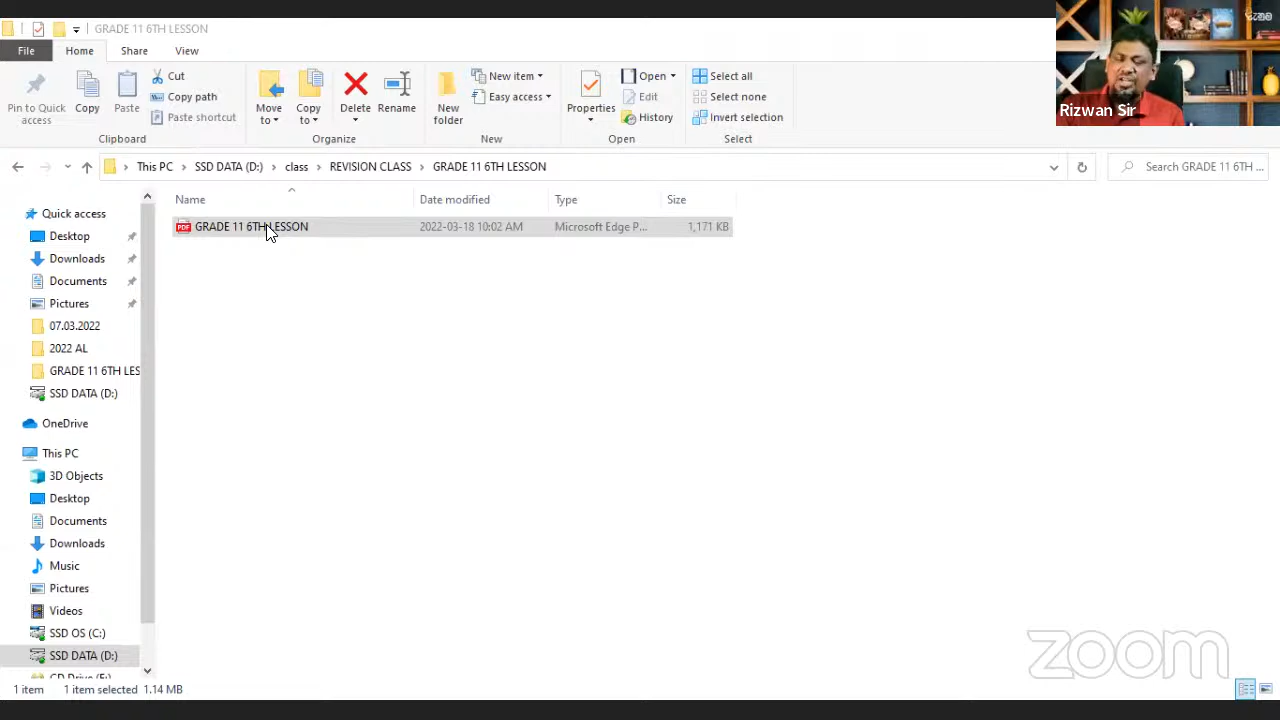 GRADE 11 6TH LESSON
File Home Share View
Pin to Quick access
Copy
Paste
Cut
Copy path
Paste shortcut
Clipboard
Move to
Copy to
Delete
Rename
Organize
New folder
New item
Easy access
New
Properties
Open
Edit
History
Open
Select all
Select none
Invert selection
Select
Rizwan Sir
This PC SSD DATA (D:) class REVISION CLASS GRADE 11 6TH LESSON
Search GRADE 11 6TH ...
Name Date modified Type Size
GRADE 11 6TH LESSON 2022-03-18 10:02 AM Microsoft Edge P... 1,171 KB
Quick access
Desktop
Downloads
Documents
Pictures
07.03.2022
2022 AL
GRADE 11 6TH LES
SSD DATA (D:)
OneDrive
This PC
3D Objects
Desktop
Documents
Downloads
Music
Pictures
Videos
SSD OS (C:)
SSD DATA (D:)
1 item 1 item selected 1.14 MB
zoom